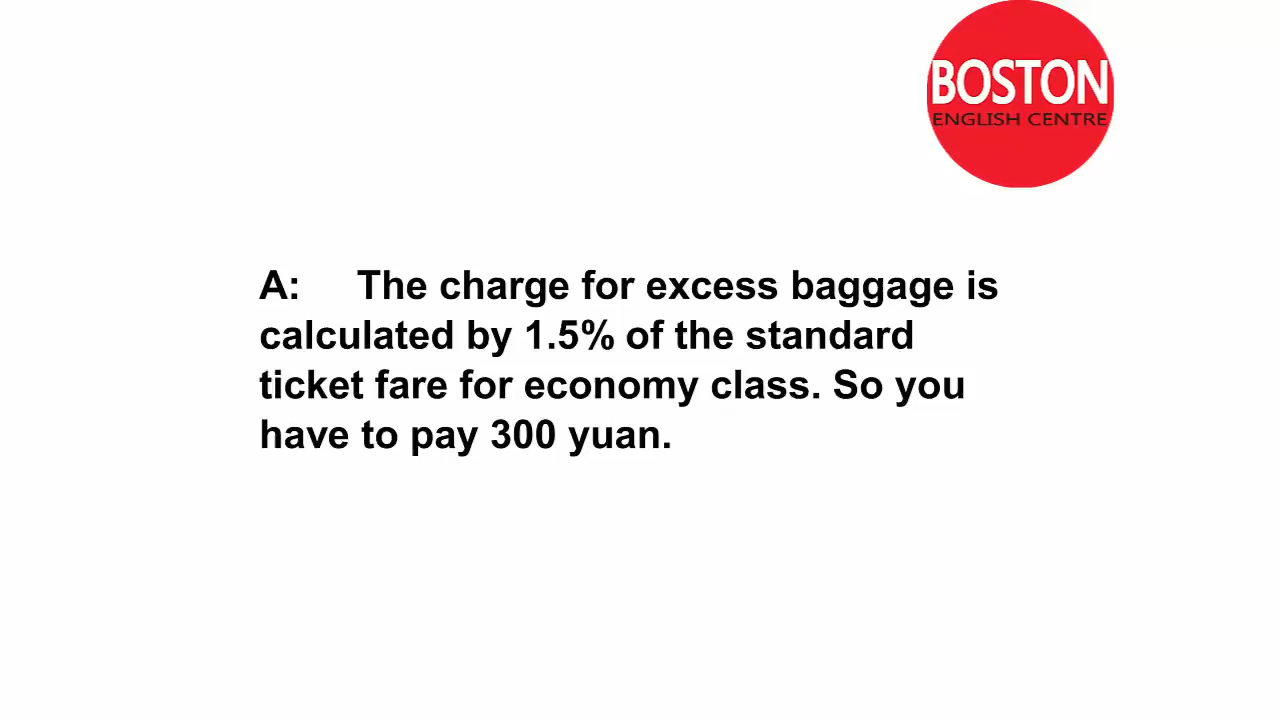 BOSTON
ENGLISH CENTRE
A: The charge for excess baggage is
calculated by 1.5% of the standard
ticket fare for economy class. So you
have to pay 300 yuan.